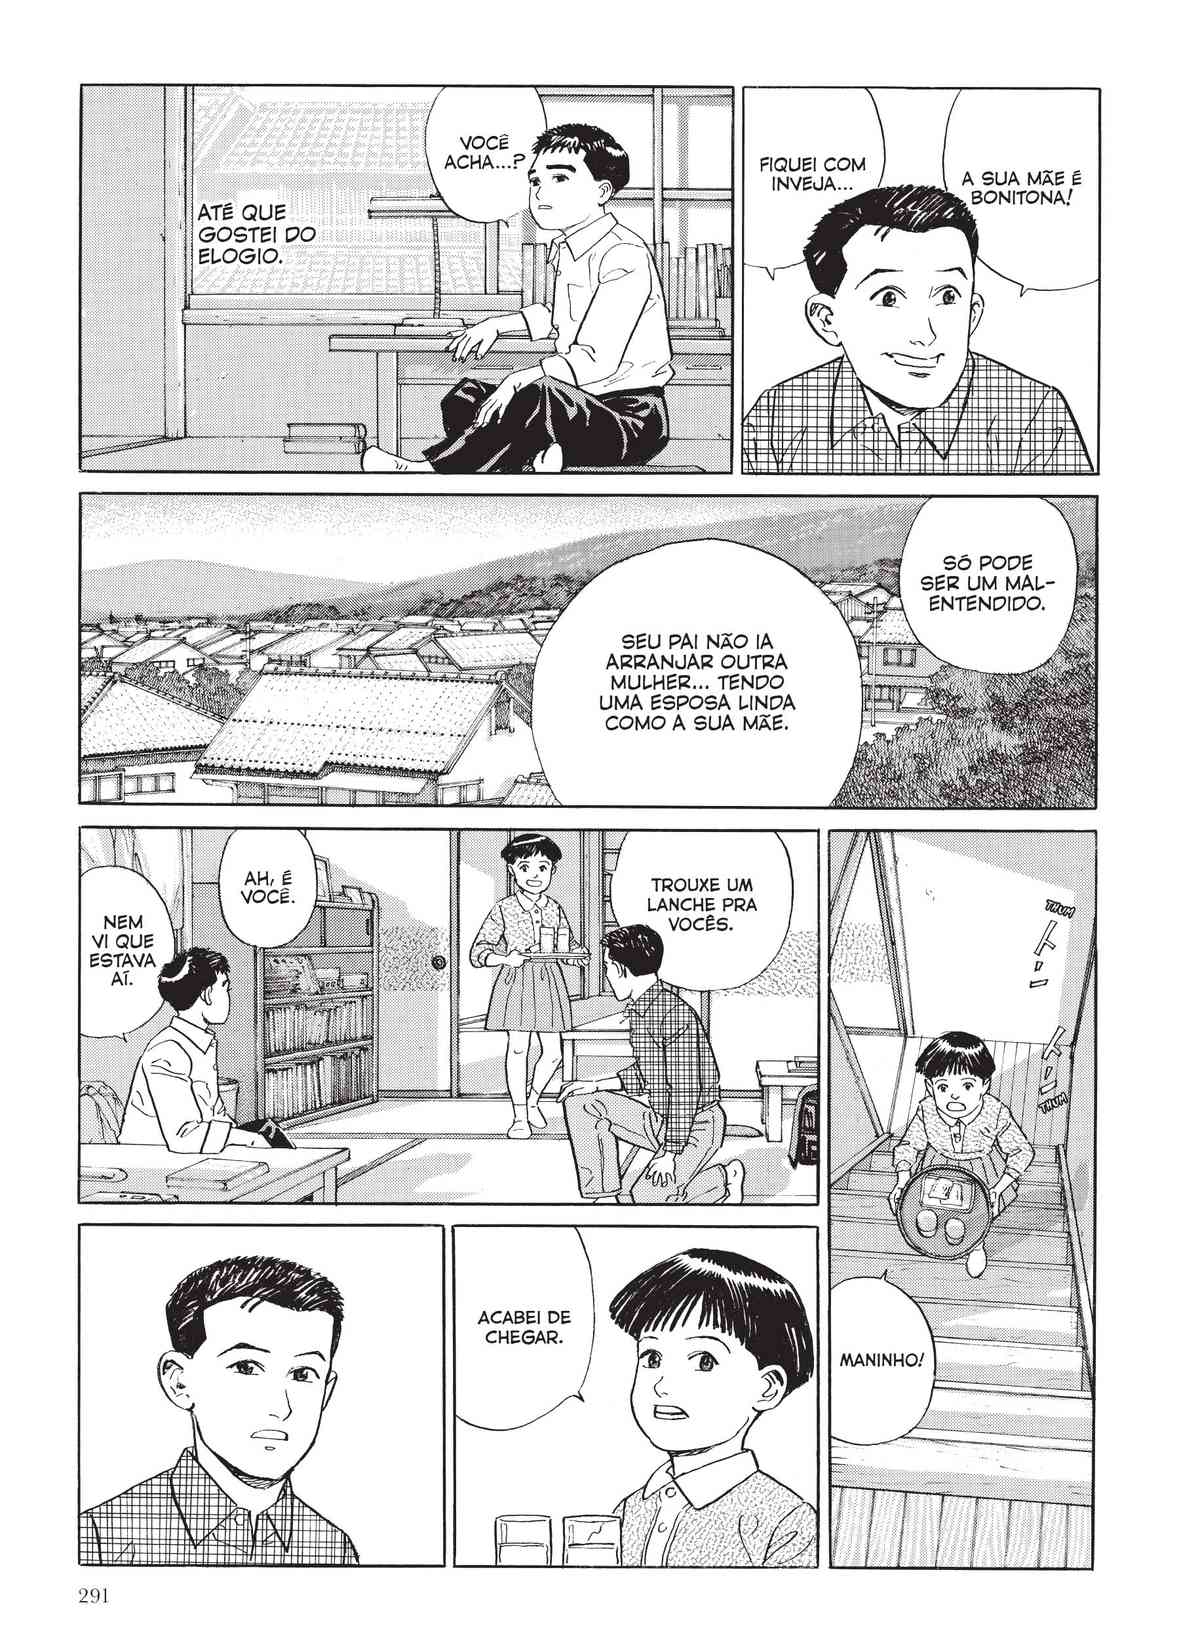 A SUA MÃE É
BONITONA!
FIQUEI COM
INVEJA...
VOCÊ
ACHA...?
ATÉ QUE
GOSTEI DO
ELOGIO.
SÓ PODE
SER UM MAL-
ENTENDIDO.
SEU PAI NÃO IA
ARRANJAR OUTRA
MULHER... TENDO
UMA ESPOSA LINDA
COMO A SUA MÃE.
THUM
THUM
MANINHO!
TROUXE UM
LANCHE PRA
VOCÊS.
AH, É
VOCÊ.
NEM
VI QUE
ESTAVA
AÍ.
ACABEI DE
CHEGAR.
291